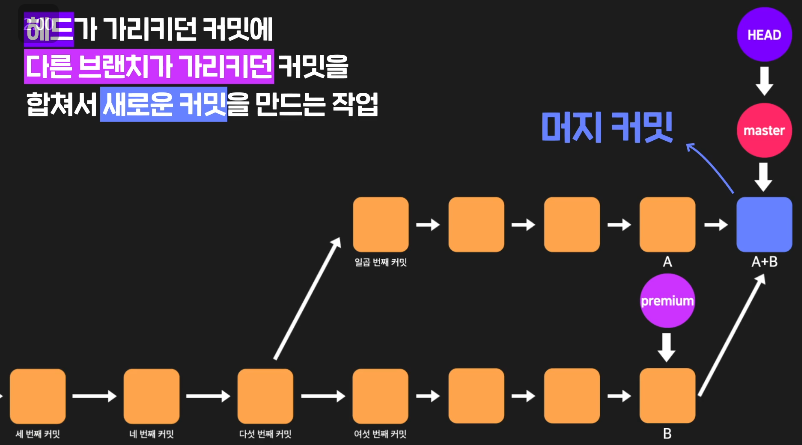 헤드가 가리키던 커밋에
다른 브랜치가 가리키던 커밋을
합쳐서 새로운 커밋을 만드는 작업
HEAD
master
머지 커밋
일곱 번째 커밋
A
A+B
premium
세 번째 커밋
네 번째 커밋
다섯 번째 커밋
여섯 번째 커밋
B